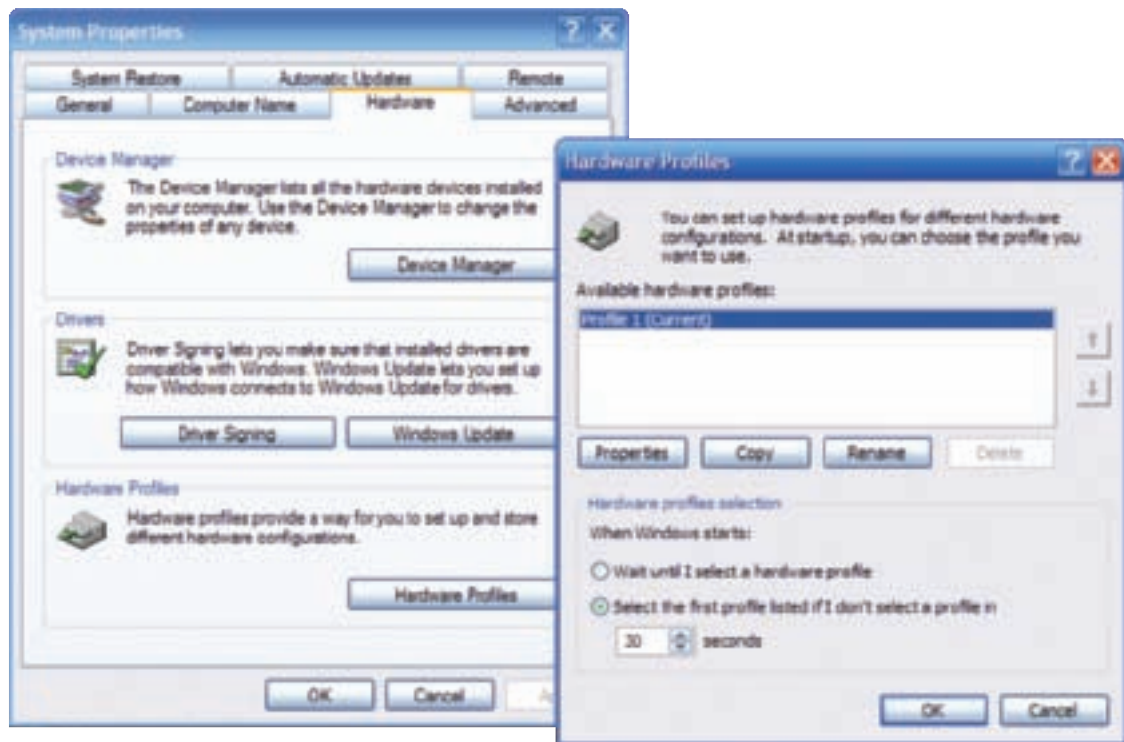 System Properties
System Restore Automatic Updates Remote
General Computer Name Hardware Advanced
Device Manager
The Device Manager lists all the hardware devices installed
on your computer. Use the Device Manager to change the
properties of any device.
Device Manager
Drivers
Driver Signing lets you make sure that installed drivers are
compatible with Windows. Windows Update lets you set up
how Windows connects to Windows Update for drivers.
Driver Signing Windows Update
Hardware Profiles
Hardware profiles provide a way for you to set up and store
different hardware configurations.
Hardware Profiles
OK Cancel
Hardware Profiles
You can set up hardware profiles for different hardware
configurations. At startup, you can choose the profile you
want to use.
Available hardware profiles:
Profile 1 (Current)
Properties Copy Rename Delete
Hardware profiles selection
When Windows starts:
Wait until I select a hardware profile
Select the first profile listed if I don't select a profile in
30 seconds
OK Cancel